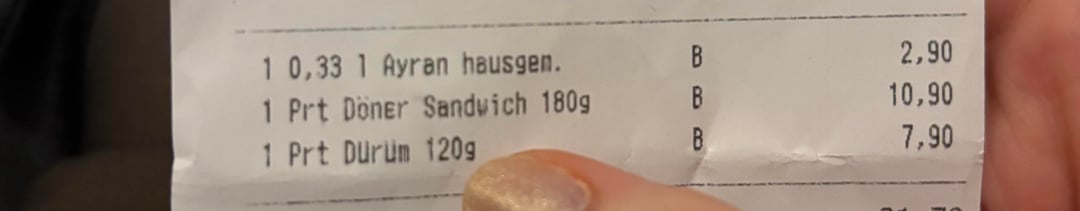 1 0,33 l Ayran hausgem. B 2,90
1 Prt Döner Sandwich 180g B 10,90
1 Prt Dürüm 120g B 7,90